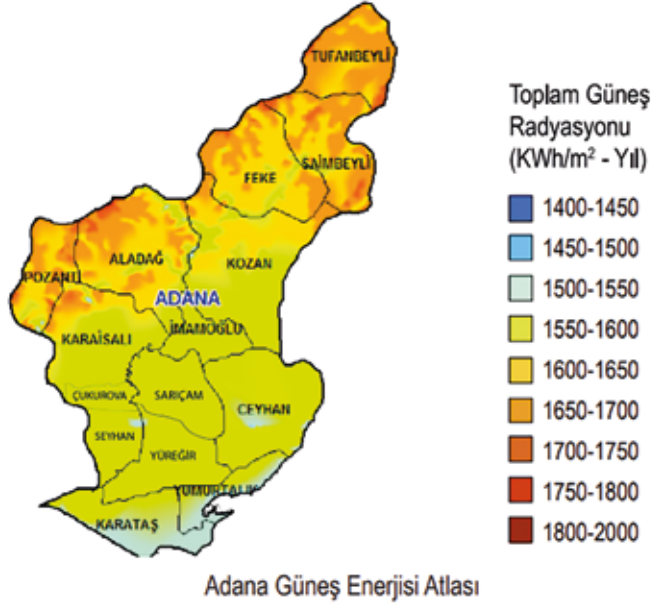 TUFANBEYLİ
SAİMBEYLİ
FEKE
KOZAN
ALADAĞ
POZANTI
ADANA
İMAMOĞLU
KARAİSALI
ÇUKUROVA
SARIÇAM
CEYHAN
SEYHAN
YÜREĞİR
YUMURTALIK
KARATAŞ
Toplam Güneş
Radyasyonu
(KWh/m² - Yıl)
1400-1450
1450-1500
1500-1550
1550-1600
1600-1650
1650-1700
1700-1750
1750-1800
1800-2000
Adana Güneş Enerjisi Atlası